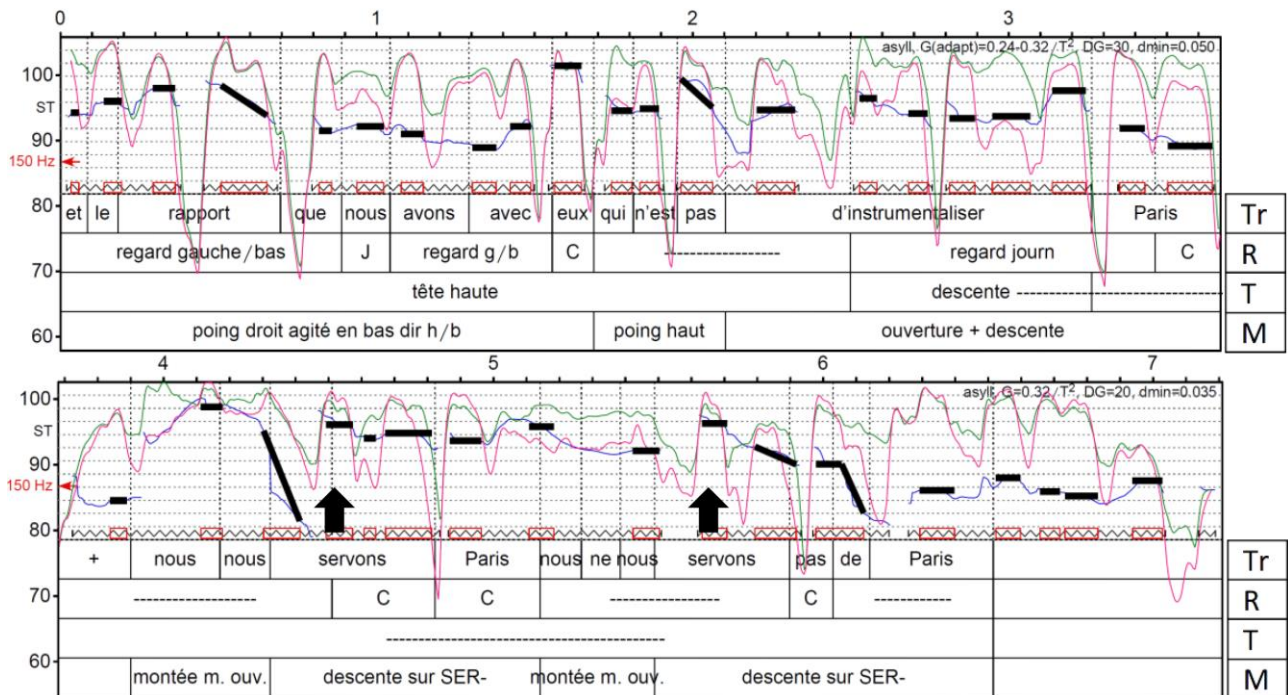 0 1 2 3
asyll, G(adapt)=0.24-0.32/T², DG=30, dmin=0.050
100
ST
90
150 Hz
80
70
60
et le rapport que nous avons avec eux qui n'est pas d'instrumentaliser Paris Tr
regard gauche/bas J regard g/b C -------------------- regard journ C R
tête haute descente ----------------------------------- T
poing droit agité en bas dir h/b poing haut ouverture + descente M
4 5 6 7
asyll, G=0.32/T², DG=20, dmin=0.035
100
ST
90
150 Hz
80
70
60
+ nous nous servons Paris nous ne nous servons pas de Paris Tr
-------------------- C C ------------------ C ------------- R
---------------------------------------------- T
montée m. ouv. descente sur SER- montée m. ouv. descente sur SER- M